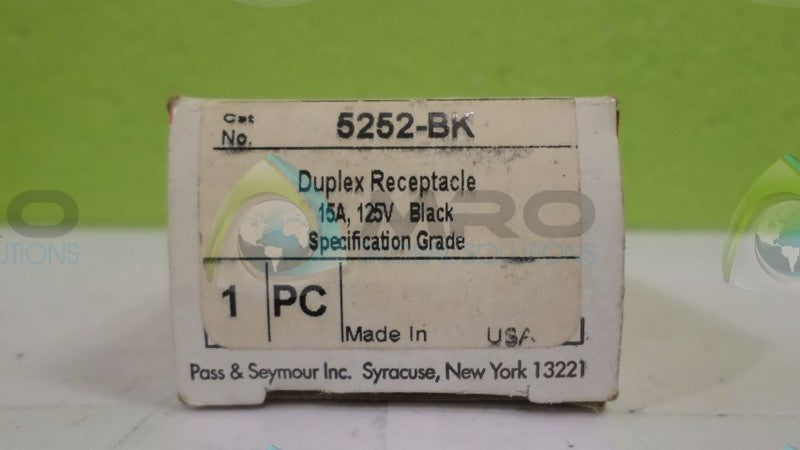 Cat
No.
5252-BK
Duplex Receptacle
15A, 125V Black
Specification Grade
1 PC
Made In USA
Pass & Seymour Inc. Syracuse, New York 13221
MRO